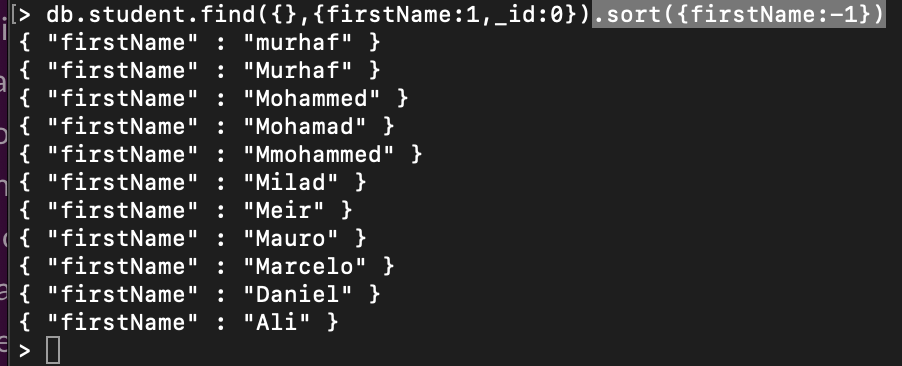 [> db.student.find({},{firstName:1,_id:0}).sort({firstName:-1})
{ "firstName" : "murhaf" }
{ "firstName" : "Murhaf" }
{ "firstName" : "Mohammed" }
{ "firstName" : "Mohamad" }
{ "firstName" : "Mmohammed" }
{ "firstName" : "Milad" }
{ "firstName" : "Meir" }
{ "firstName" : "Mauro" }
{ "firstName" : "Marcelo" }
{ "firstName" : "Daniel" }
{ "firstName" : "Ali" }
>